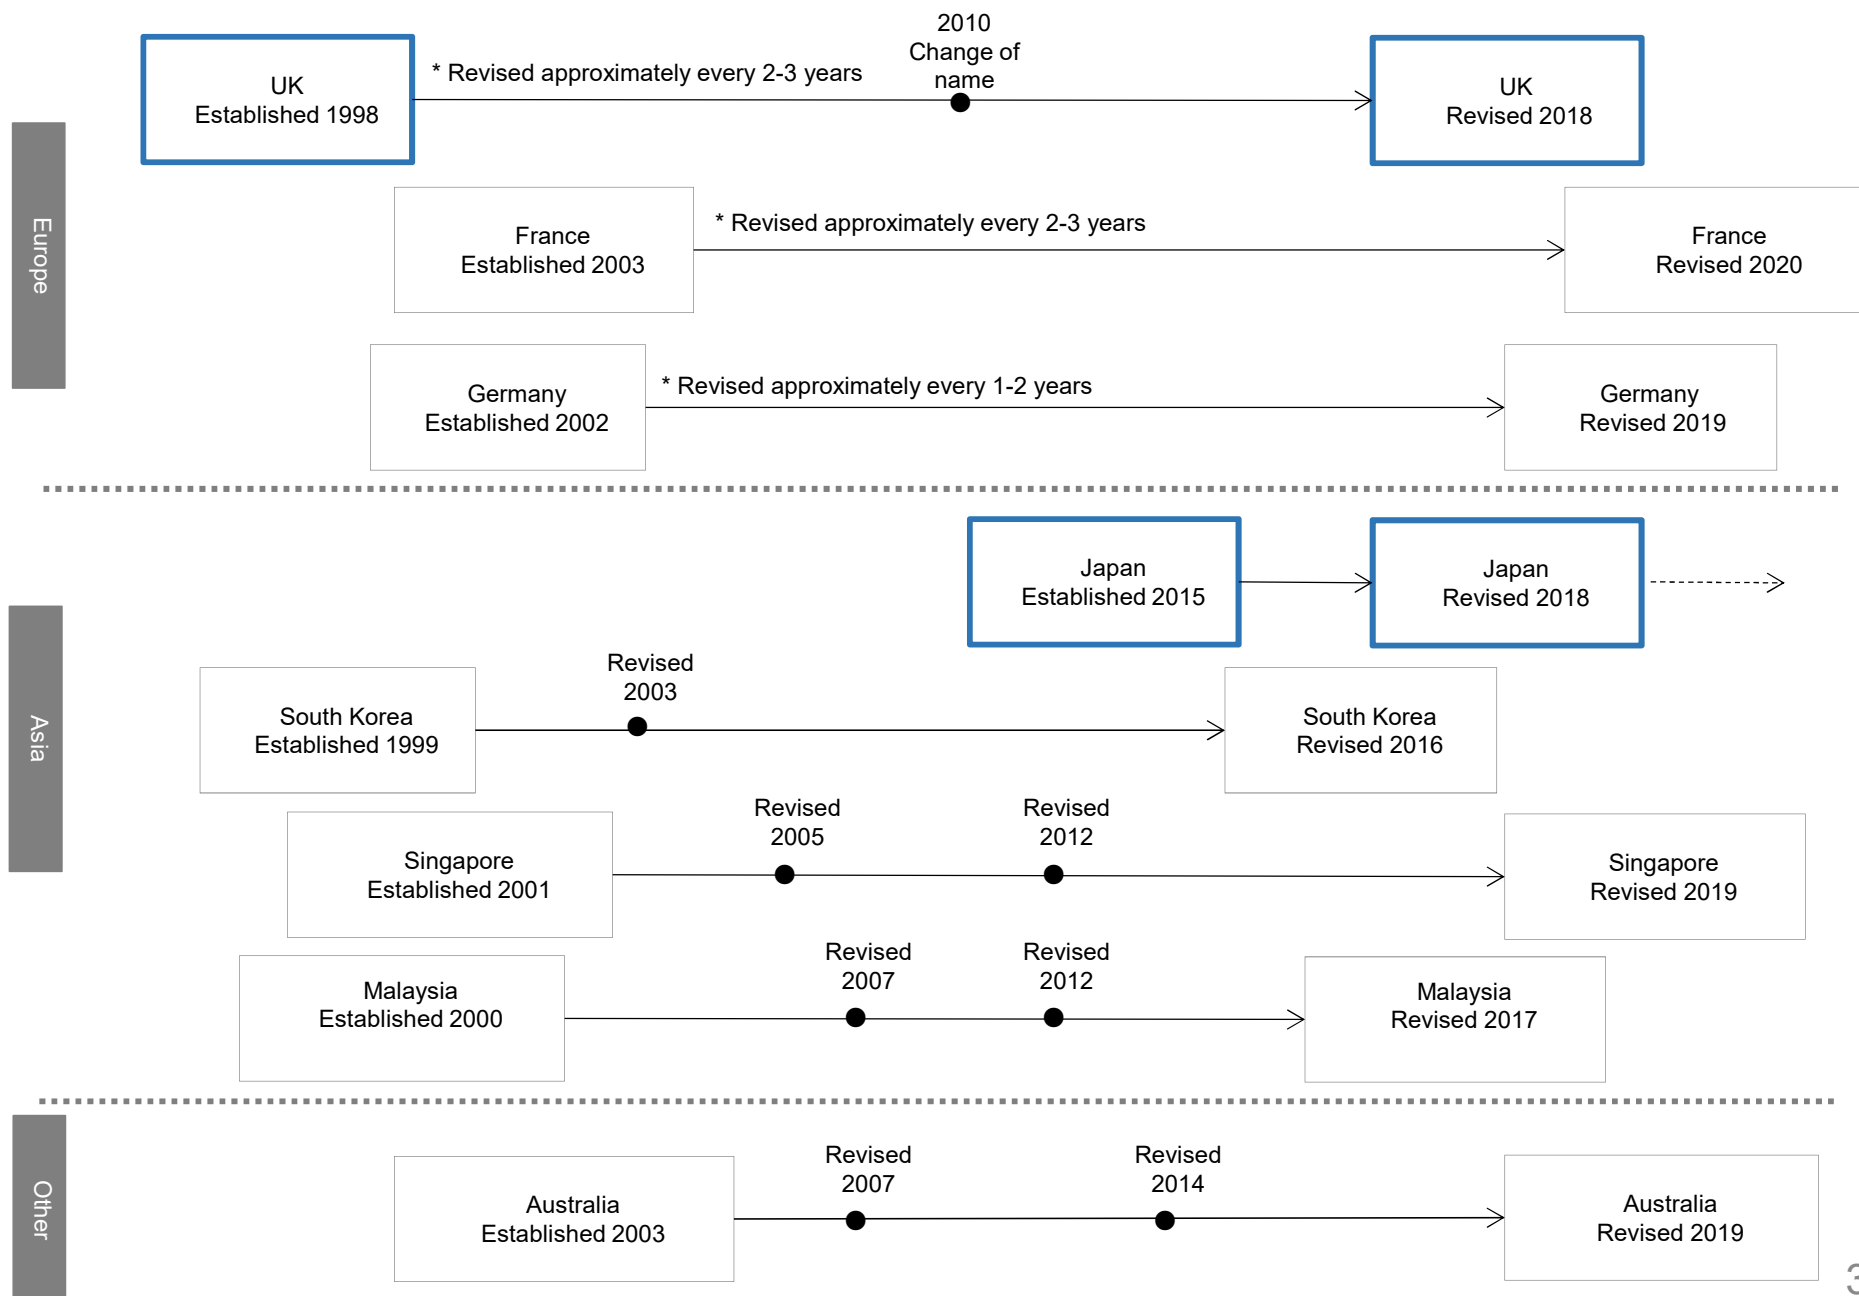 Europe
UK
Established 1998
* Revised approximately every 2-3 years
2010
Change of
name
UK
Revised 2018
France
Established 2003
* Revised approximately every 2-3 years
France
Revised 2020
Germany
Established 2002
* Revised approximately every 1-2 years
Germany
Revised 2019
Asia
Japan
Established 2015
Japan
Revised 2018
South Korea
Established 1999
Revised
2003
South Korea
Revised 2016
Singapore
Established 2001
Revised
2005
Revised
2012
Singapore
Revised 2019
Malaysia
Established 2000
Revised
2007
Revised
2012
Malaysia
Revised 2017
Other
Australia
Established 2003
Revised
2007
Revised
2014
Australia
Revised 2019
3